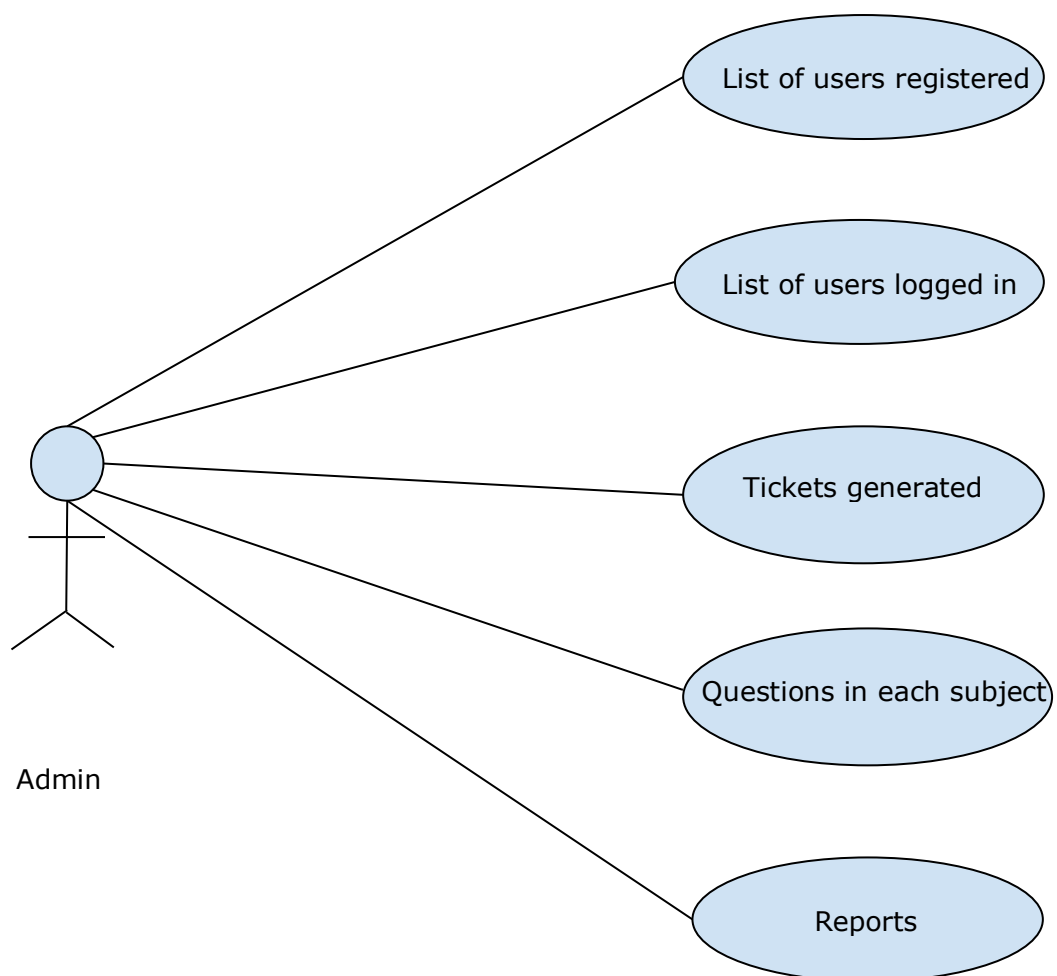 List of users registered
List of users logged in
Tickets generated
Questions in each subject
Admin
Reports